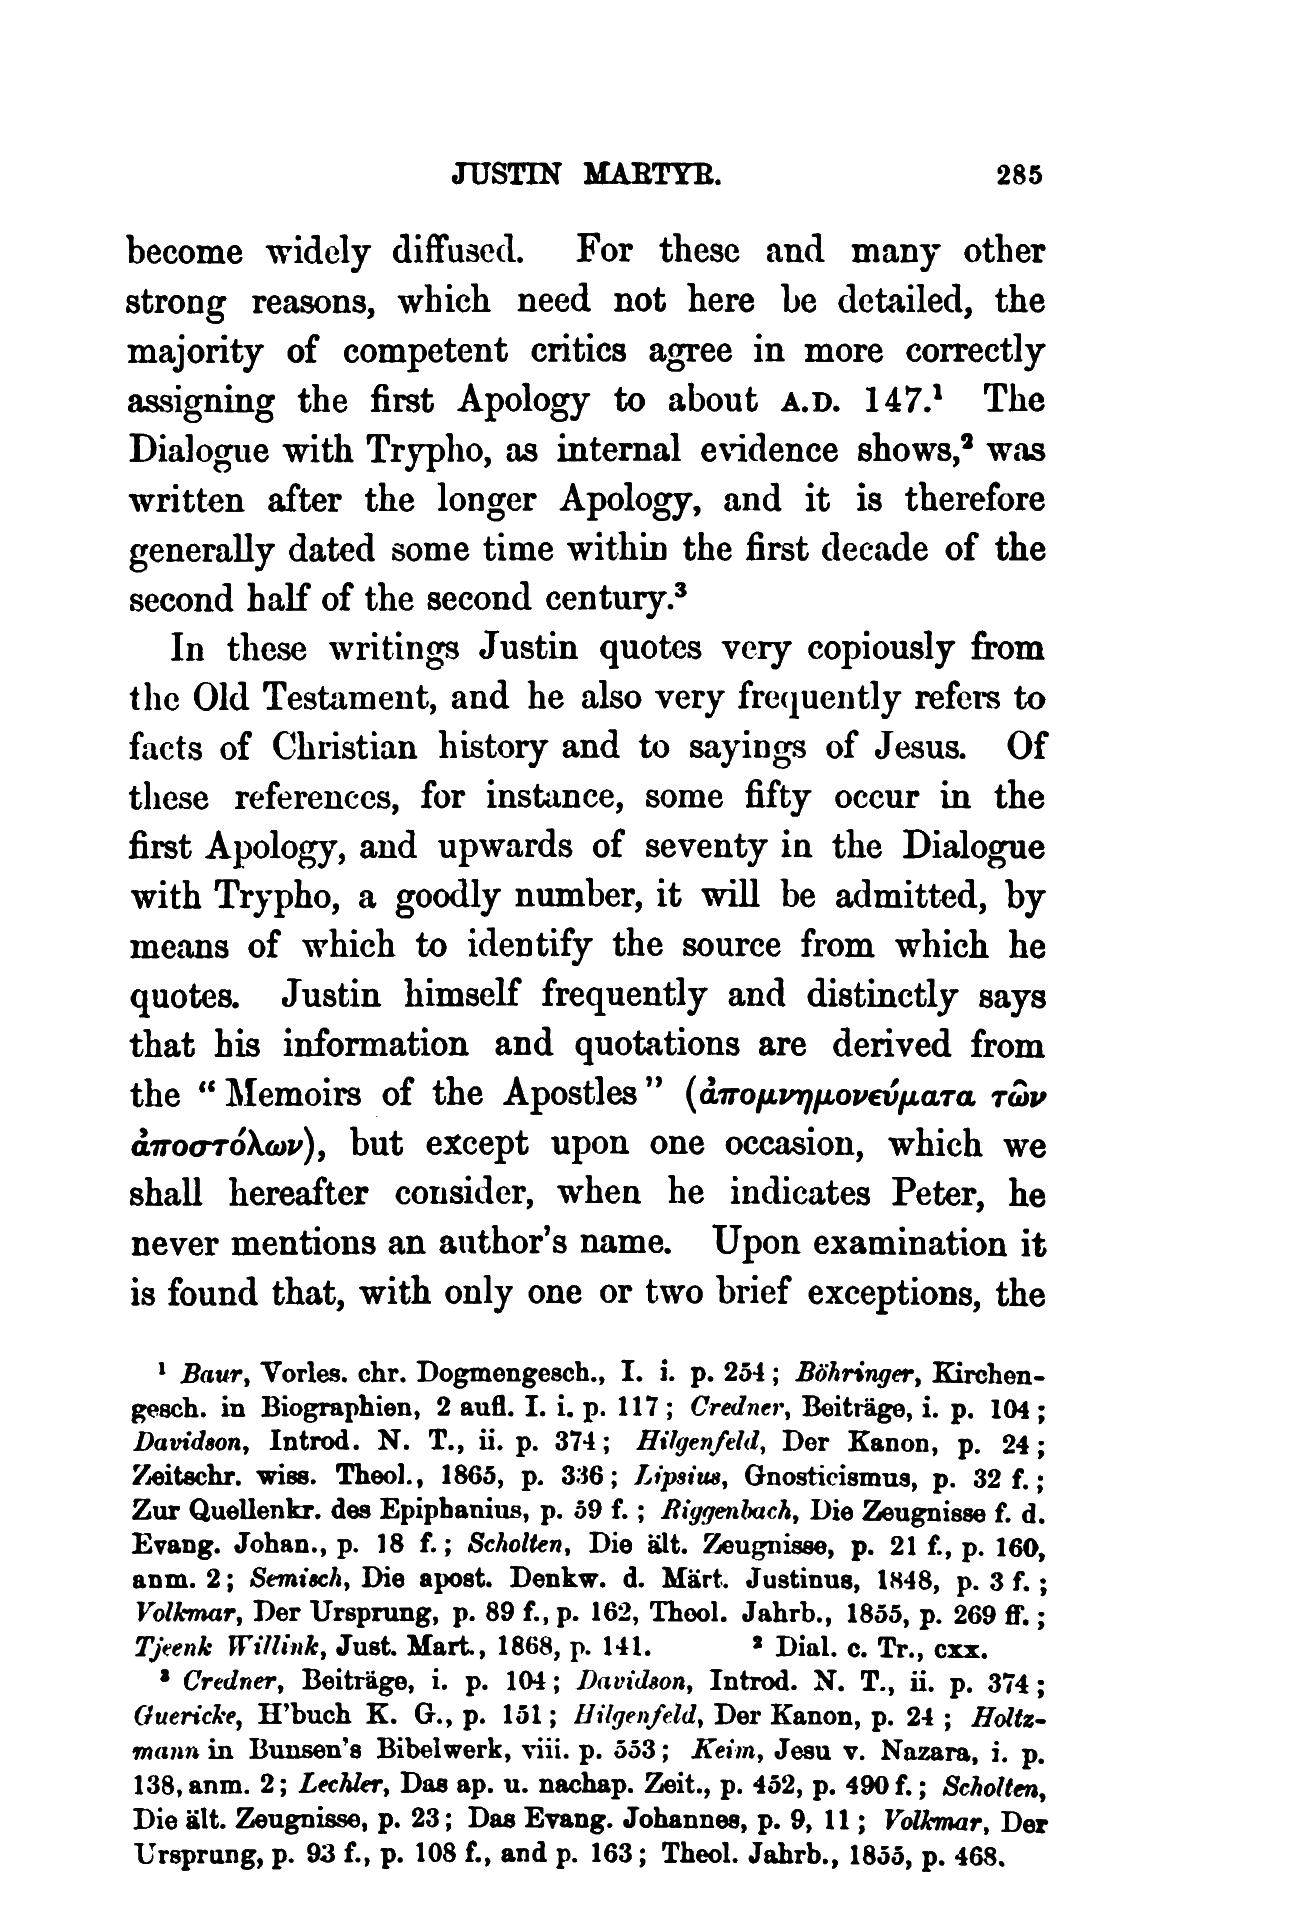 JUSTIN MARTYR. 285
become widely diffused. For these and many other
strong reasons, which need not here be detailed, the
majority of competent critics agree in more correctly
assigning the first Apology to about A.D. 147.¹ The
Dialogue with Trypho, as internal evidence shows,² was
written after the longer Apology, and it is therefore
generally dated some time within the first decade of the
second half of the second century.³
In these writings Justin quotes very copiously from
the Old Testament, and he also very frequently refers to
facts of Christian history and to sayings of Jesus. Of
these references, for instance, some fifty occur in the
first Apology, and upwards of seventy in the Dialogue
with Trypho, a goodly number, it will be admitted, by
means of which to identify the source from which he
quotes. Justin himself frequently and distinctly says
that his information and quotations are derived from
the “Memoirs of the Apostles” (ἀπομνημονεύματα τῶν
ἀποστόλων), but except upon one occasion, which we
shall hereafter consider, when he indicates Peter, he
never mentions an author's name. Upon examination it
is found that, with only one or two brief exceptions, the
¹ Baur, Vorles. chr. Dogmengesch., I. i. p. 254; Böhringer, Kirchen-
gesch. in Biographien, 2 aufl. I. i. p. 117; Credner, Beiträge, i. p. 104;
Davidson, Introd. N. T., ii. p. 374; Hilgenfeld, Der Kanon, p. 24;
Zeitschr. wiss. Theol., 1865, p. 336; Lipsius, Gnosticismus, p. 32 f.;
Zur Quellenkr. des Epiphanius, p. 59 f.; Riggenbach, Die Zeugnisse f. d.
Evang. Johan., p. 18 f.; Scholten, Die ält. Zeugnisse, p. 21 f., p. 160,
anm. 2; Semisch, Die apost. Denkw. d. Märt. Justinus, 1848, p. 3 f.;
Volkmar, Der Ursprung, p. 89 f., p. 162, Theol. Jahrb., 1855, p. 269 ff.;
Tjeenk Willink, Just. Mart., 1868, p. 141. ² Dial. c. Tr., cxx.
³ Credner, Beiträge, i. p. 104; Davidson, Introd. N. T., ii. p. 374;
Guericke, H'buch K. G., p. 151; Hilgenfeld, Der Kanon, p. 24; Holtz-
mann in Bunsen's Bibelwerk, viii. p. 553; Keim, Jesu v. Nazara, i. p.
138, anm. 2; Lechler, Das ap. u. nachap. Zeit., p. 452, p. 490 f.; Scholten,
Die ält. Zeugnisse, p. 23; Das Evang. Johannes, p. 9, 11; Volkmar, Der
Ursprung, p. 93 f., p. 108 f., and p. 163; Theol. Jahrb., 1855, p. 468.